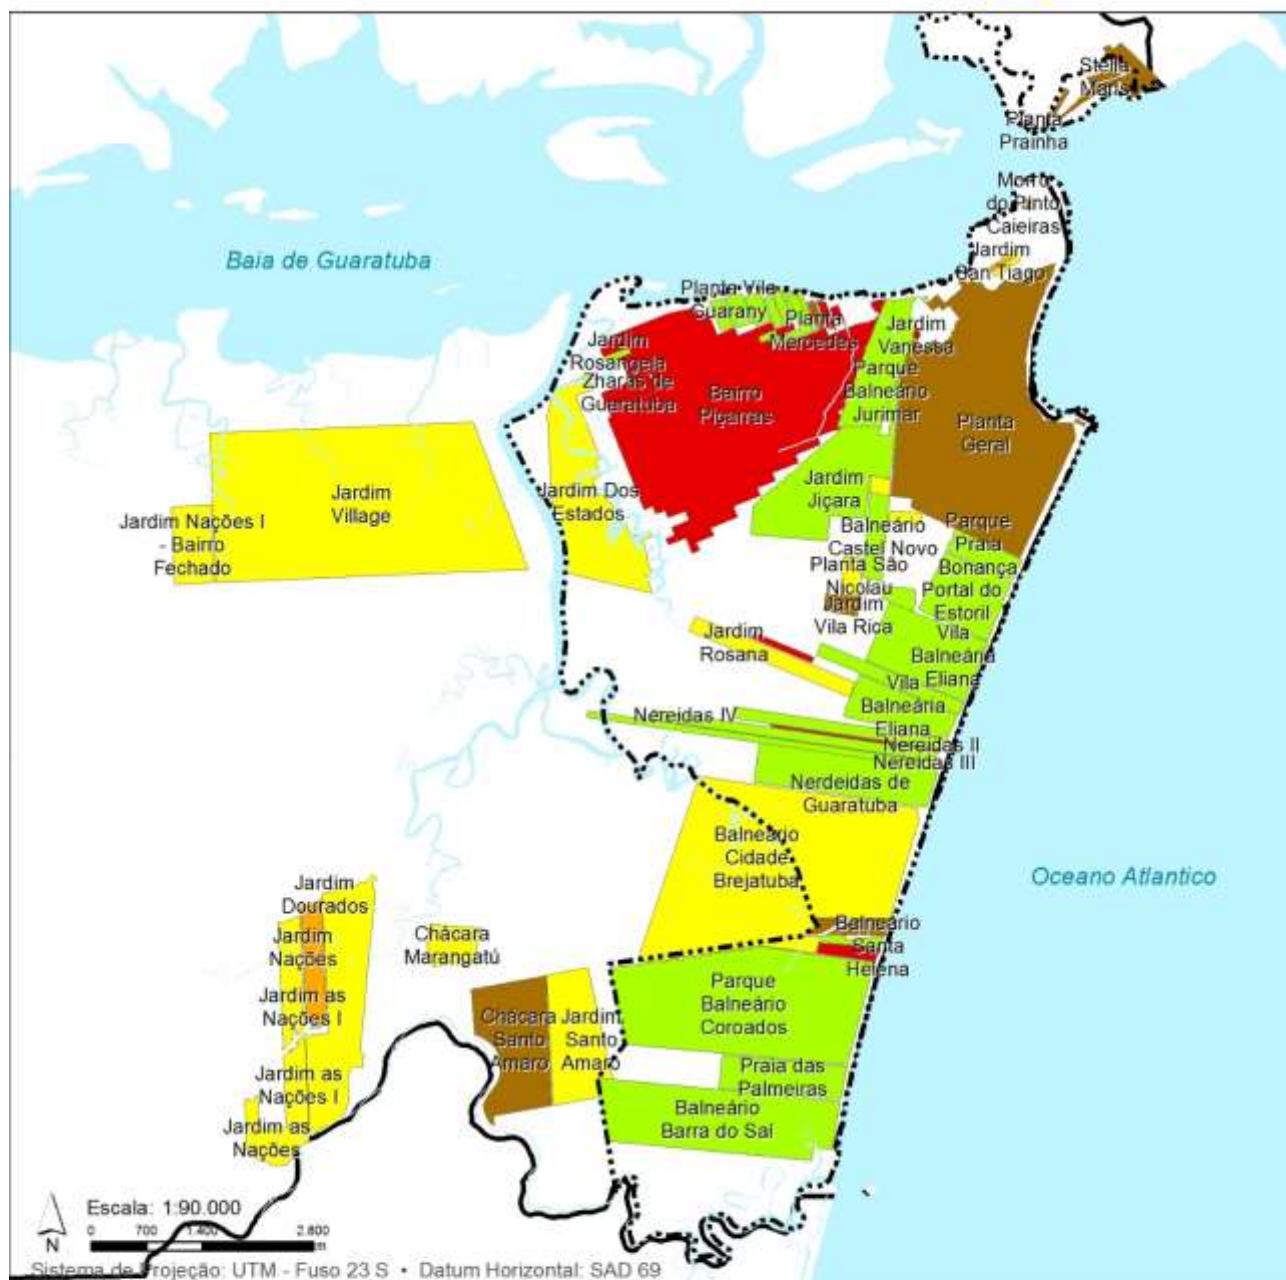 Stella
Maris
Planta
Prainha
Morro
do Pinto
Caieiras
Jardim
San Tiago
Baia de Guaratuba
Planta Vila
Guarany
Planta
Mercedes
Jardim
Vanessa
Jardim
Rosangela
Zharas de
Guaratuba
Bairro
Piçarras
Parque
Balneário
Jurimar
Planta
Geral
Jardim
Village
Jardim Dos
Estados
Jardim
Jiçara
Jardim Nações I
- Bairro
Fechado
Balneário
Castel Novo
Parque
Praia
Bonança
Planta São
Nicolau
Portal do
Estoril
Jardim
Vila Rica
Jardim
Rosana
Vila
Balneária
Eliana
Vila
Balneária
Eliana
Nereidas IV
Nereidas II
Nereidas III
Nerdeidas de
Guaratuba
Balneário
Cidade
Brejatuba
Oceano Atlantico
Jardim
Dourados
Jardim
Nações
Chácara
Marangatú
Balneário
Santa
Helena
Jardim as
Nações I
Parque
Balneário
Coroados
Chácara
Santo
Amaro
Jardim
Santo
Amaro
Jardim as
Nações I
Praia das
Palmeiras
Jardim as
Nações
Balneário
Barra do Saí
N
Escala: 1:90.000
0 700 1.400 2.800
m
Sistema de Projeção: UTM - Fuso 23 S • Datum Horizontal: SAD 69